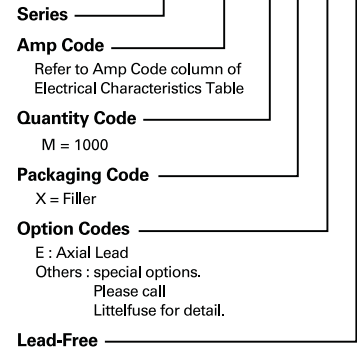 Series
Amp Code
Refer to Amp Code column of
Electrical Characteristics Table
Quantity Code
M = 1000
Packaging Code
X = Filler
Option Codes
E : Axial Lead
Others : special options.
Please call
Littelfuse for detail.
Lead-Free